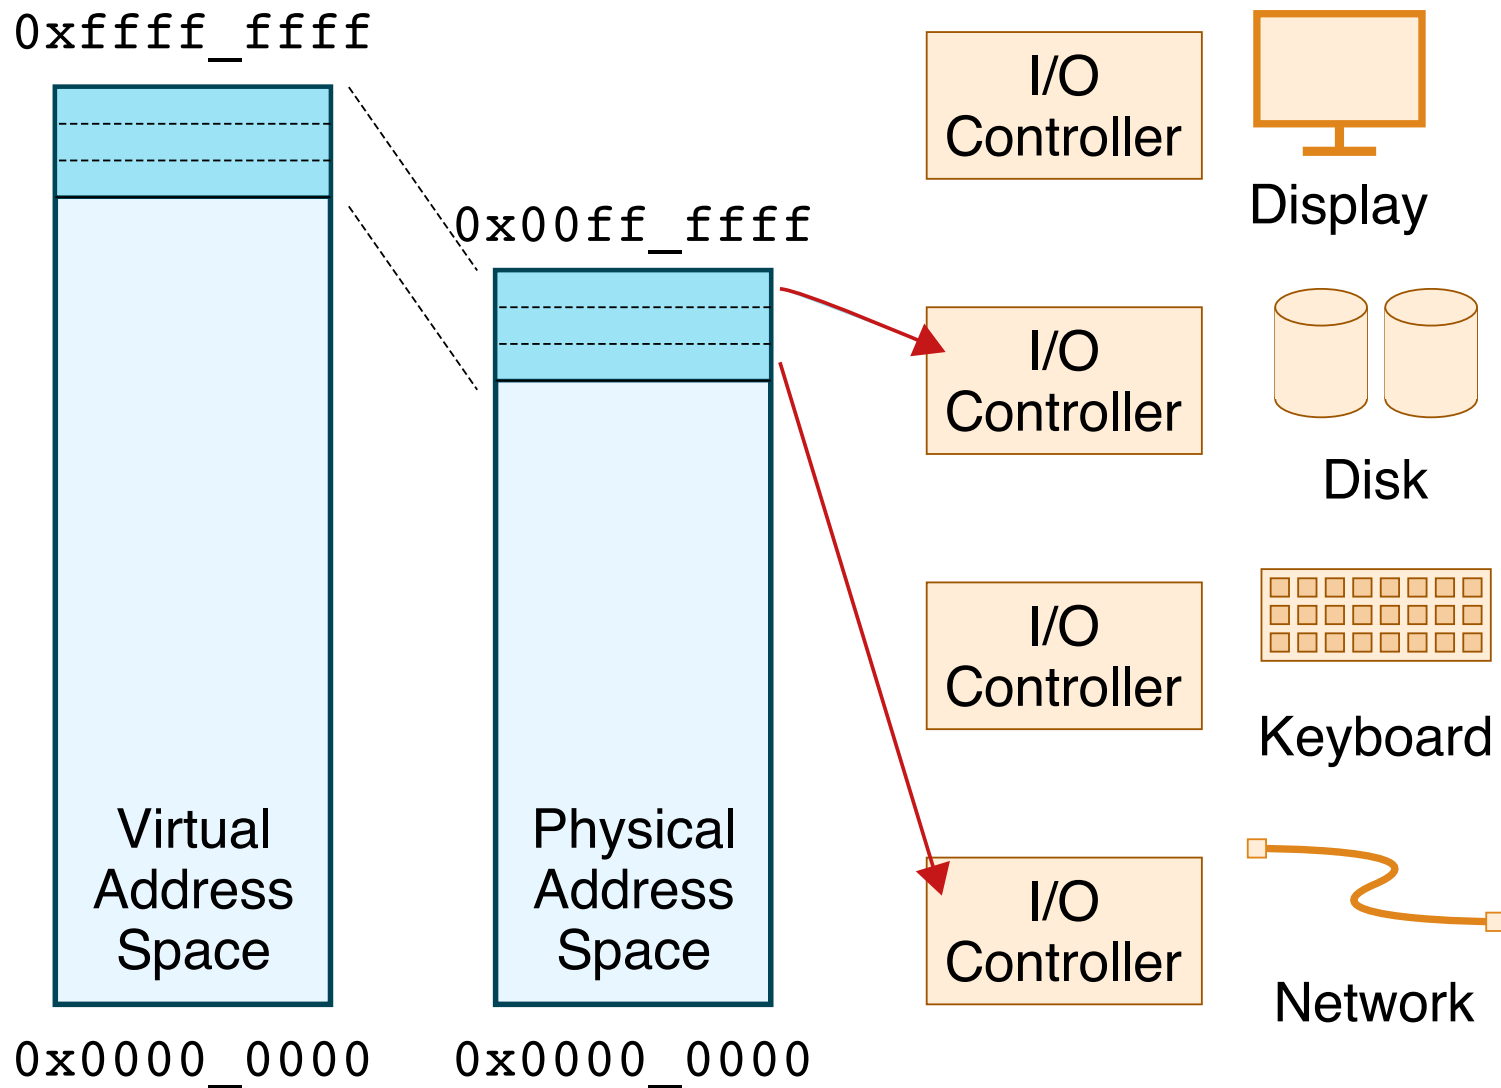 0xffff_ffff
I/O
Controller
Display
0x00ff_ffff
I/O
Controller
Disk
I/O
Controller
Keyboard
Virtual
Address
Space
Physical
Address
Space
I/O
Controller
Network
0x0000_0000
0x0000_0000